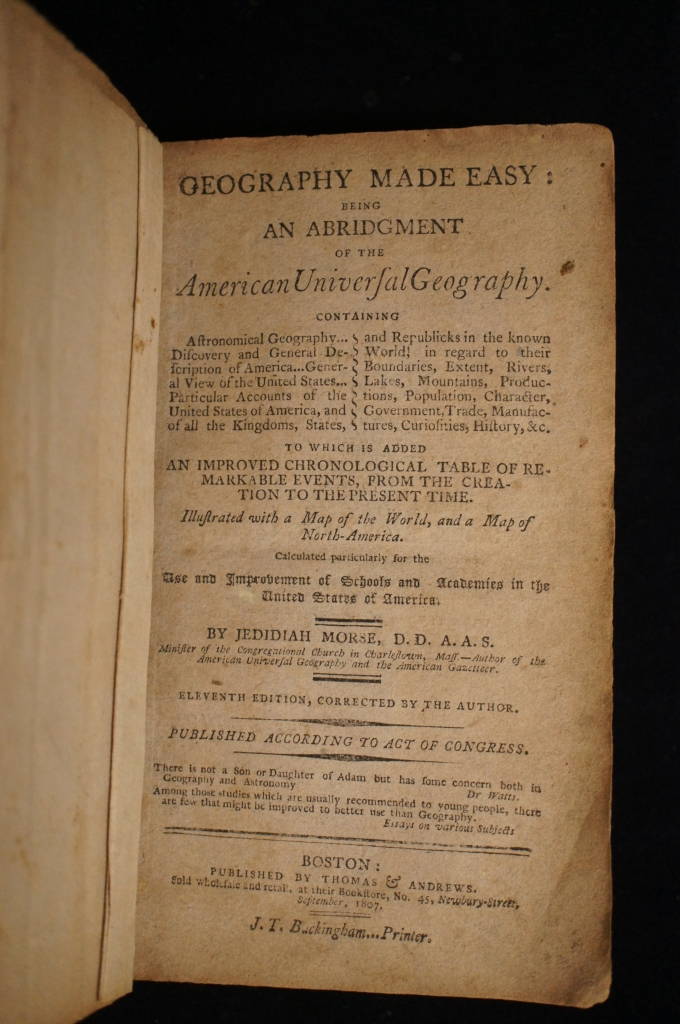 GEOGRAPHY MADE EASY:
BEING
AN ABRIDGMENT
OF THE
American Univerſal Geography.
CONTAINING
Aſtronomical Geography...
Diſcovery and General De-
ſcription of America...Gener-
al View of the United States...
Particular Accounts of the
United States of America, and
of all the Kingdoms, States,
and Republicks in the known
World; in regard to their
Boundaries, Extent, Rivers,
Lakes, Mountains, Produc-
tions, Population, Character,
Government, Trade, Manufac-
tures, Curioſities, Hiſtory, &c.
TO WHICH IS ADDED
AN IMPROVED CHRONOLOGICAL TABLE OF RE-
MARKABLE EVENTS, FROM THE CREA-
TION TO THE PRESENT TIME.
Illuſtrated with a Map of the World, and a Map of
North-America.
Calculated particularly for the
Uſe and Improvement of Schools and Academies in the
United States of America.
BY JEDIDIAH MORSE, D. D. A. A. S.
Miniſter of the Congregational Church in Charleſtown, Maſſ.—Author of the
American Univerſal Geography and the American Gazetteer.
ELEVENTH EDITION, CORRECTED BY THE AUTHOR.
PUBLISHED ACCORDING TO ACT OF CONGRESS.
There is not a Son or Daughter of Adam but has ſome concern both in
Geography and Astronomy Dr Watts.
Among thoſe studies which are uſually recommended to young people, there
are few that might be improved to better uſe than Geography.
Eſſays on various Subjects
BOSTON:
PUBLISHED BY THOMAS & ANDREWS.
Sold wholeſale and retail, at their Bookſtore, No. 45, Newbury-Street,
September, 1807.
J. T. Buckingham...Printer.